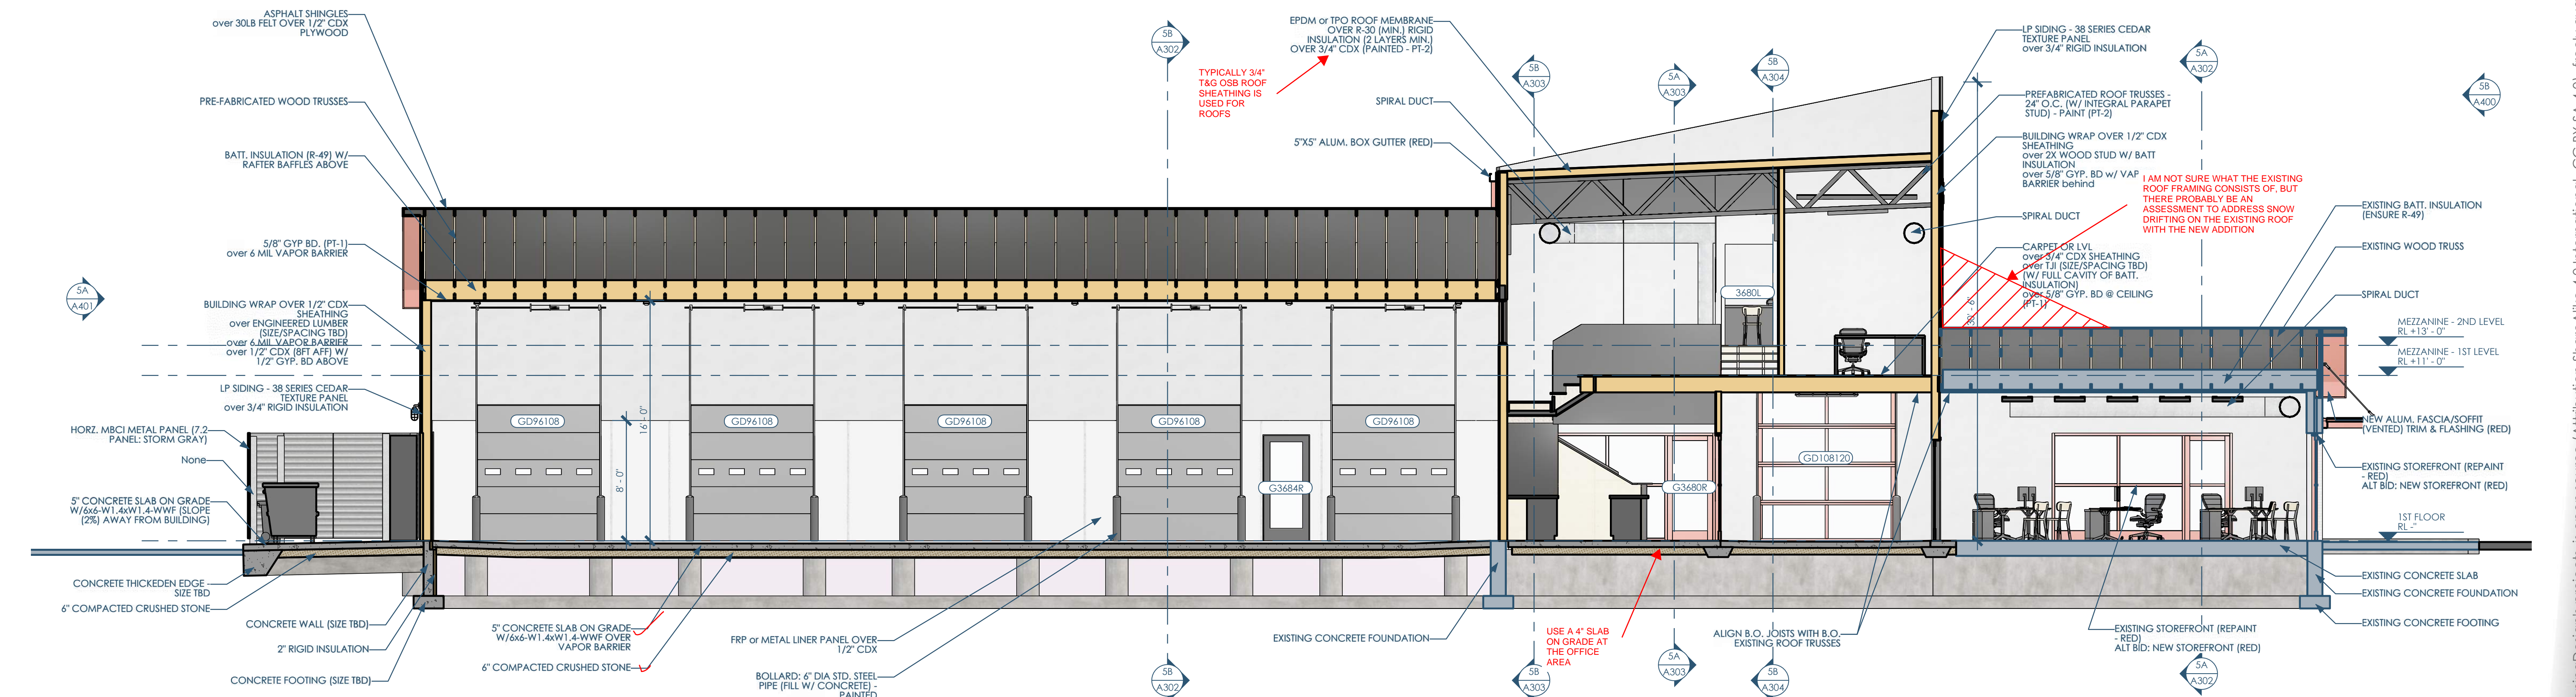 ASPHALT SHINGLES
over 30LB FELT OVER 1/2" CDX
PLYWOOD
PRE-FABRICATED WOOD TRUSSES
BATT. INSULATION (R-49) W/
RAFTER BAFFLES ABOVE
5/8" GYP BD. (PT-1)
over 6 MIL VAPOR BARRIER
5A
A401
BUILDING WRAP OVER 1/2" CDX
SHEATHING
over ENGINEERED LUMBER
(SIZE/SPACING TBD)
over 6 MIL VAPOR BARRIER
over 1/2" CDX (8FT AFF) W/
1/2" GYP. BD ABOVE
LP SIDING - 38 SERIES CEDAR
TEXTURE PANEL
over 3/4" RIGID INSULATION
HORZ. MBCI METAL PANEL (7.2
PANEL: STORM GRAY)
None
5" CONCRETE SLAB ON GRADE
W/6x6-W1.4xW1.4-WWF (SLOPE
(2%) AWAY FROM BUILDING)
CONCRETE THICKEDEN EDGE -
SIZE TBD
6" COMPACTED CRUSHED STONE
CONCRETE WALL (SIZE TBD)
2" RIGID INSULATION
CONCRETE FOOTING (SIZE TBD)
5B
A302
EPDM or TPO ROOF MEMBRANE
OVER R-30 (MIN.) RIGID
INSULATION (2 LAYERS MIN.)
OVER 3/4" CDX (PAINTED - PT-2)
TYPICALLY 3/4"
T&G OSB ROOF
SHEATHING IS
USED FOR
ROOFS
SPIRAL DUCT
5"X5" ALUM. BOX GUTTER (RED)
5B
A303
5A
A303
5B
A304
LP SIDING - 38 SERIES CEDAR
TEXTURE PANEL
over 3/4" RIGID INSULATION
5A
A302
5B
A400
PREFABRICATED ROOF TRUSSES -
24" O.C. (W/ INTEGRAL PARAPET
STUD) - PAINT (PT-2)
BUILDING WRAP OVER 1/2" CDX
SHEATHING
over 2X WOOD STUD W/ BATT
INSULATION
over 5/8" GYP. BD w/ VAP
BARRIER behind
I AM NOT SURE WHAT THE EXISTING
ROOF FRAMING CONSISTS OF, BUT
THERE PROBABLY BE AN
ASSESSMENT TO ADDRESS SNOW
DRIFTING ON THE EXISTING ROOF
WITH THE NEW ADDITION
SPIRAL DUCT
CARPET OR LVL
over 3/4" CDX SHEATHING
over TJI (SIZE/SPACING TBD)
(W/ FULL CAVITY OF BATT.
INSULATION)
over 5/8" GYP. BD @ CEILING
(PT-1)
EXISTING BATT. INSULATION
(ENSURE R-49)
EXISTING WOOD TRUSS
SPIRAL DUCT
MEZZANINE - 2ND LEVEL
RL +13' - 0"
MEZZANINE - 1ST LEVEL
RL +11' - 0"
NEW ALUM. FASCIA/SOFFIT
(VENTED) TRIM & FLASHING (RED)
EXISTING STOREFRONT (REPAINT
- RED)
ALT BID: NEW STOREFRONT (RED)
1ST FLOOR
RL -"
EXISTING CONCRETE SLAB
EXISTING CONCRETE FOUNDATION
EXISTING CONCRETE FOOTING
3680L
GD96108
GD96108
GD96108
GD96108
GD96108
8' - 0"
16' - 0"
G3684R
G3680R
GD108120
5" CONCRETE SLAB ON GRADE
W/6x6-W1.4xW1.4-WWF OVER
VAPOR BARRIER
6" COMPACTED CRUSHED STONE
FRP or METAL LINER PANEL OVER
1/2" CDX
BOLLARD: 6" DIA STD. STEEL
PIPE (FILL W/ CONCRETE) -
PAINTED
5B
A302
EXISTING CONCRETE FOUNDATION
5B
A303
USE A 4" SLAB
ON GRADE AT
THE OFFICE
AREA
5A
A303
5B
A304
ALIGN B.O. JOISTS WITH B.O.
EXISTING ROOF TRUSSES
EXISTING STOREFRONT (REPAINT
- RED)
ALT BID: NEW STOREFRONT (RED)
5A
A302